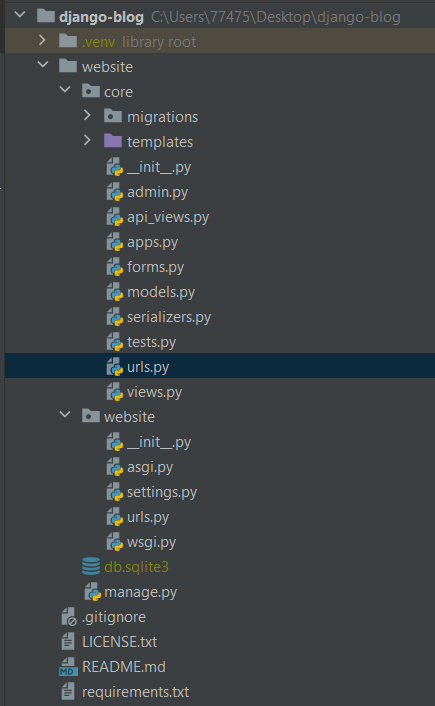 django-blog C:\Users\77475\Desktop\django-blog
.venv library root
website
core
migrations
templates
__init__.py
admin.py
api_views.py
apps.py
forms.py
models.py
serializers.py
tests.py
urls.py
views.py
website
__init__.py
asgi.py
settings.py
urls.py
wsgi.py
db.sqlite3
manage.py
.gitignore
LICENSE.txt
MD README.md
requirements.txt